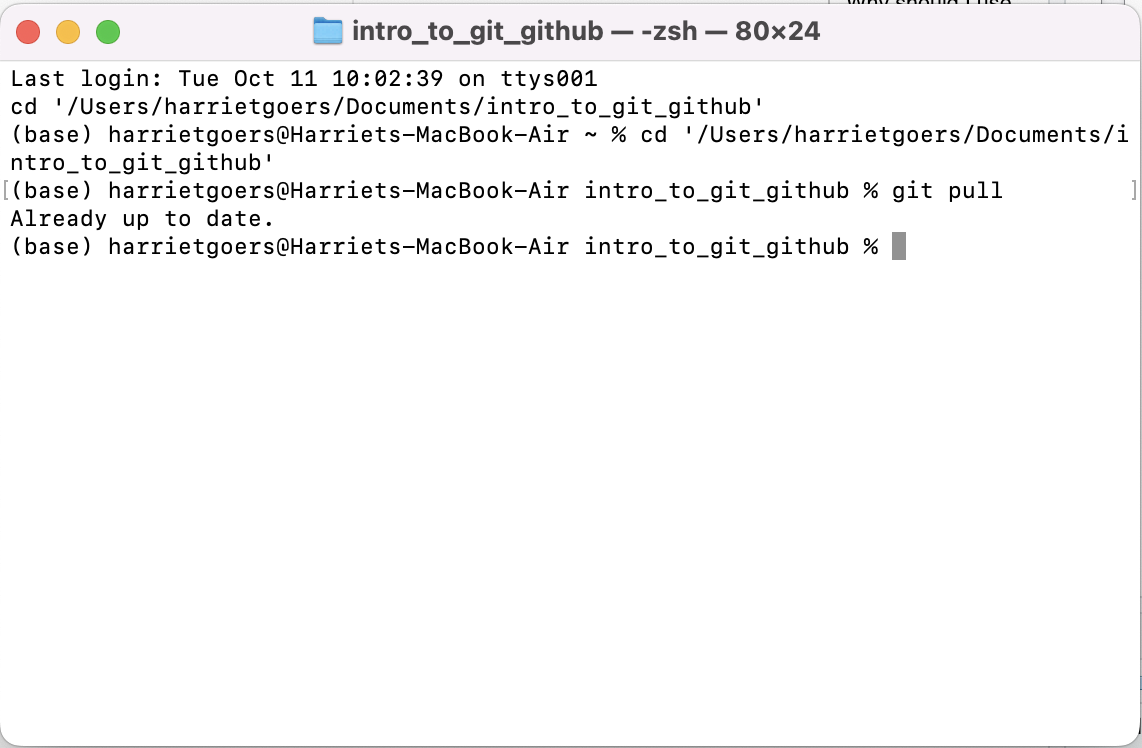 why should I use
intro_to_git_github — -zsh — 80×24
Last login: Tue Oct 11 10:02:39 on ttys001
cd '/Users/harrietgoers/Documents/intro_to_git_github'
(base) harrietgoers@Harriets-MacBook-Air ~ % cd '/Users/harrietgoers/Documents/i
ntro_to_git_github'
[(base) harrietgoers@Harriets-MacBook-Air intro_to_git_github % git pull ]
Already up to date.
(base) harrietgoers@Harriets-MacBook-Air intro_to_git_github %